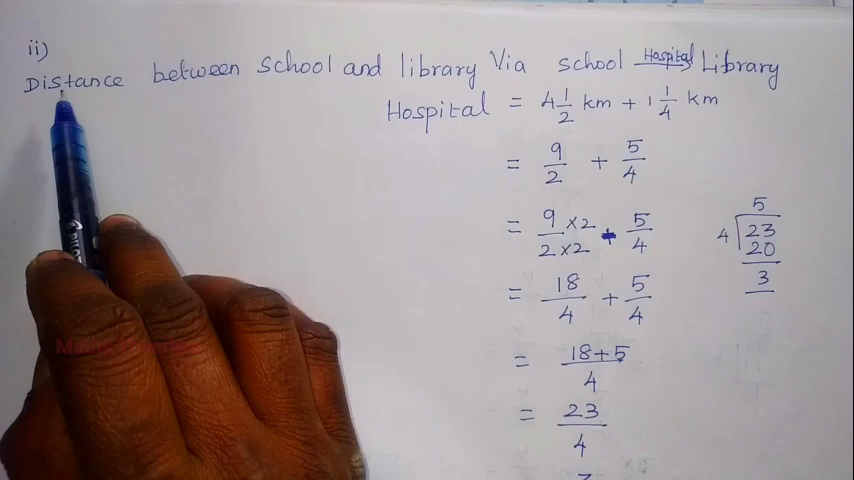 ii)
Distance between School and library Via school Hospital → Library
Hospital = 4 1/2 km + 1 1/4 km
= 9/2 + 5/4
= 9×2/2×2 + 5/4
= 18/4 + 5/4
= 18+5/4
= 23/4
5
4 23
20
3